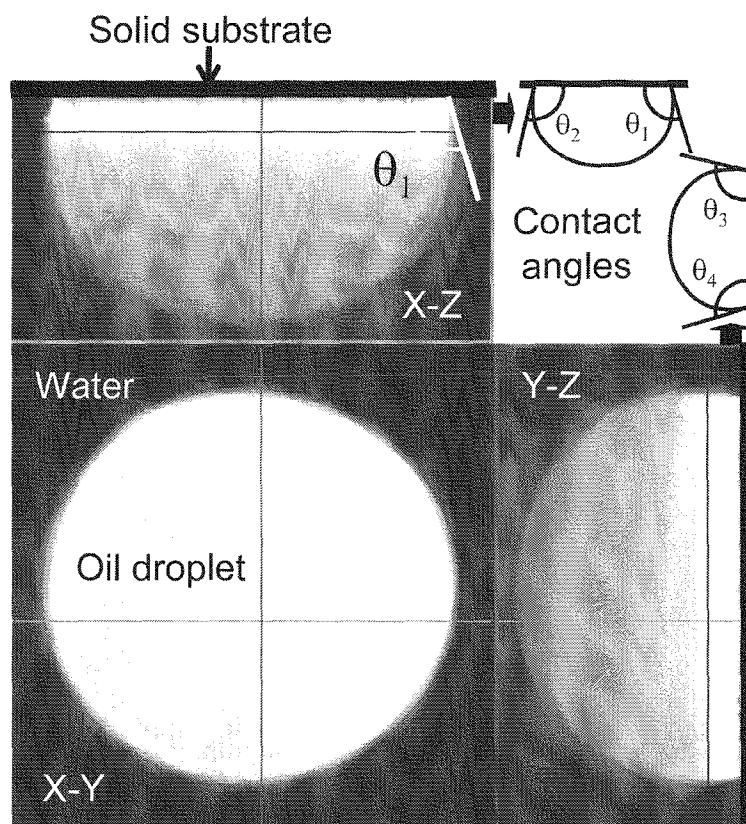 Solid substrate
θ₂
θ₁
θ₁
θ₃
Contact
angles
θ₄
X-Z
Water
Y-Z
Oil droplet
X-Y